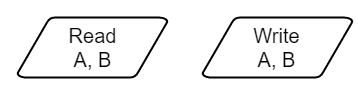 Read
A, B
Write
A, B